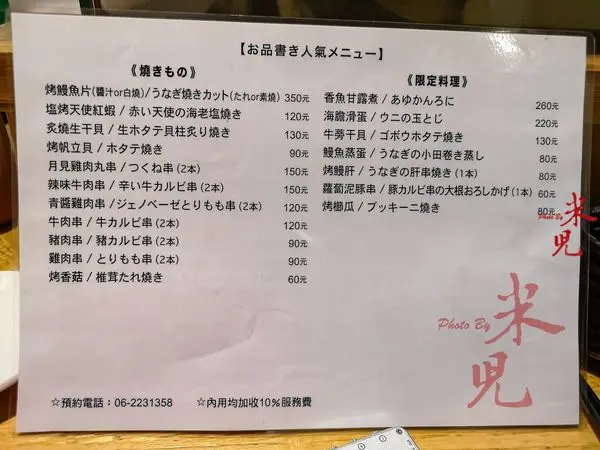 【お品書き人氣メニュー】
《燒きもの》
烤鰻魚片(醬汁or白燒)/うなぎ焼きカット(たれor素焼) 350元
塩烤天使紅蝦 / 赤い天使の海老塩焼き 120元
炙燒生干貝 / 生ホタテ貝柱炙り焼き 130元
烤帆立貝 / ホタテ焼き 90元
月見雞肉丸串 / つくね串(2本) 150元
辣味牛肉串 / 辛い牛カルビ串(2本) 150元
青醬雞肉串 / ジェノベーゼとりもも串(2本) 120元
牛肉串 / 牛カルビ串(2本) 120元
豬肉串 / 豬カルビ串(2本) 90元
雞肉串 / とりもも串(2本) 90元
烤香菇 / 椎茸たれ焼き 60元
《限定料理》
香魚甘露煮 / あゆかんろに 260元
海膽滑蛋 / ウニの玉とじ 220元
牛蒡干貝 / ゴボウホタテ焼き 130元
鰻魚蒸蛋 / うなぎの小田巻き蒸し 80元
烤鰻肝 / うなぎの肝串焼き(1本) 80元
蘿蔔泥豚串 / 豚カルビ串の大根おろしかげ(1本) 60元
烤櫛瓜 / ブッキーニ焼き 80元
☆預約電話：06-2231358
☆內用均加收10%服務費
Photo By 米兒
Photo By 米兒